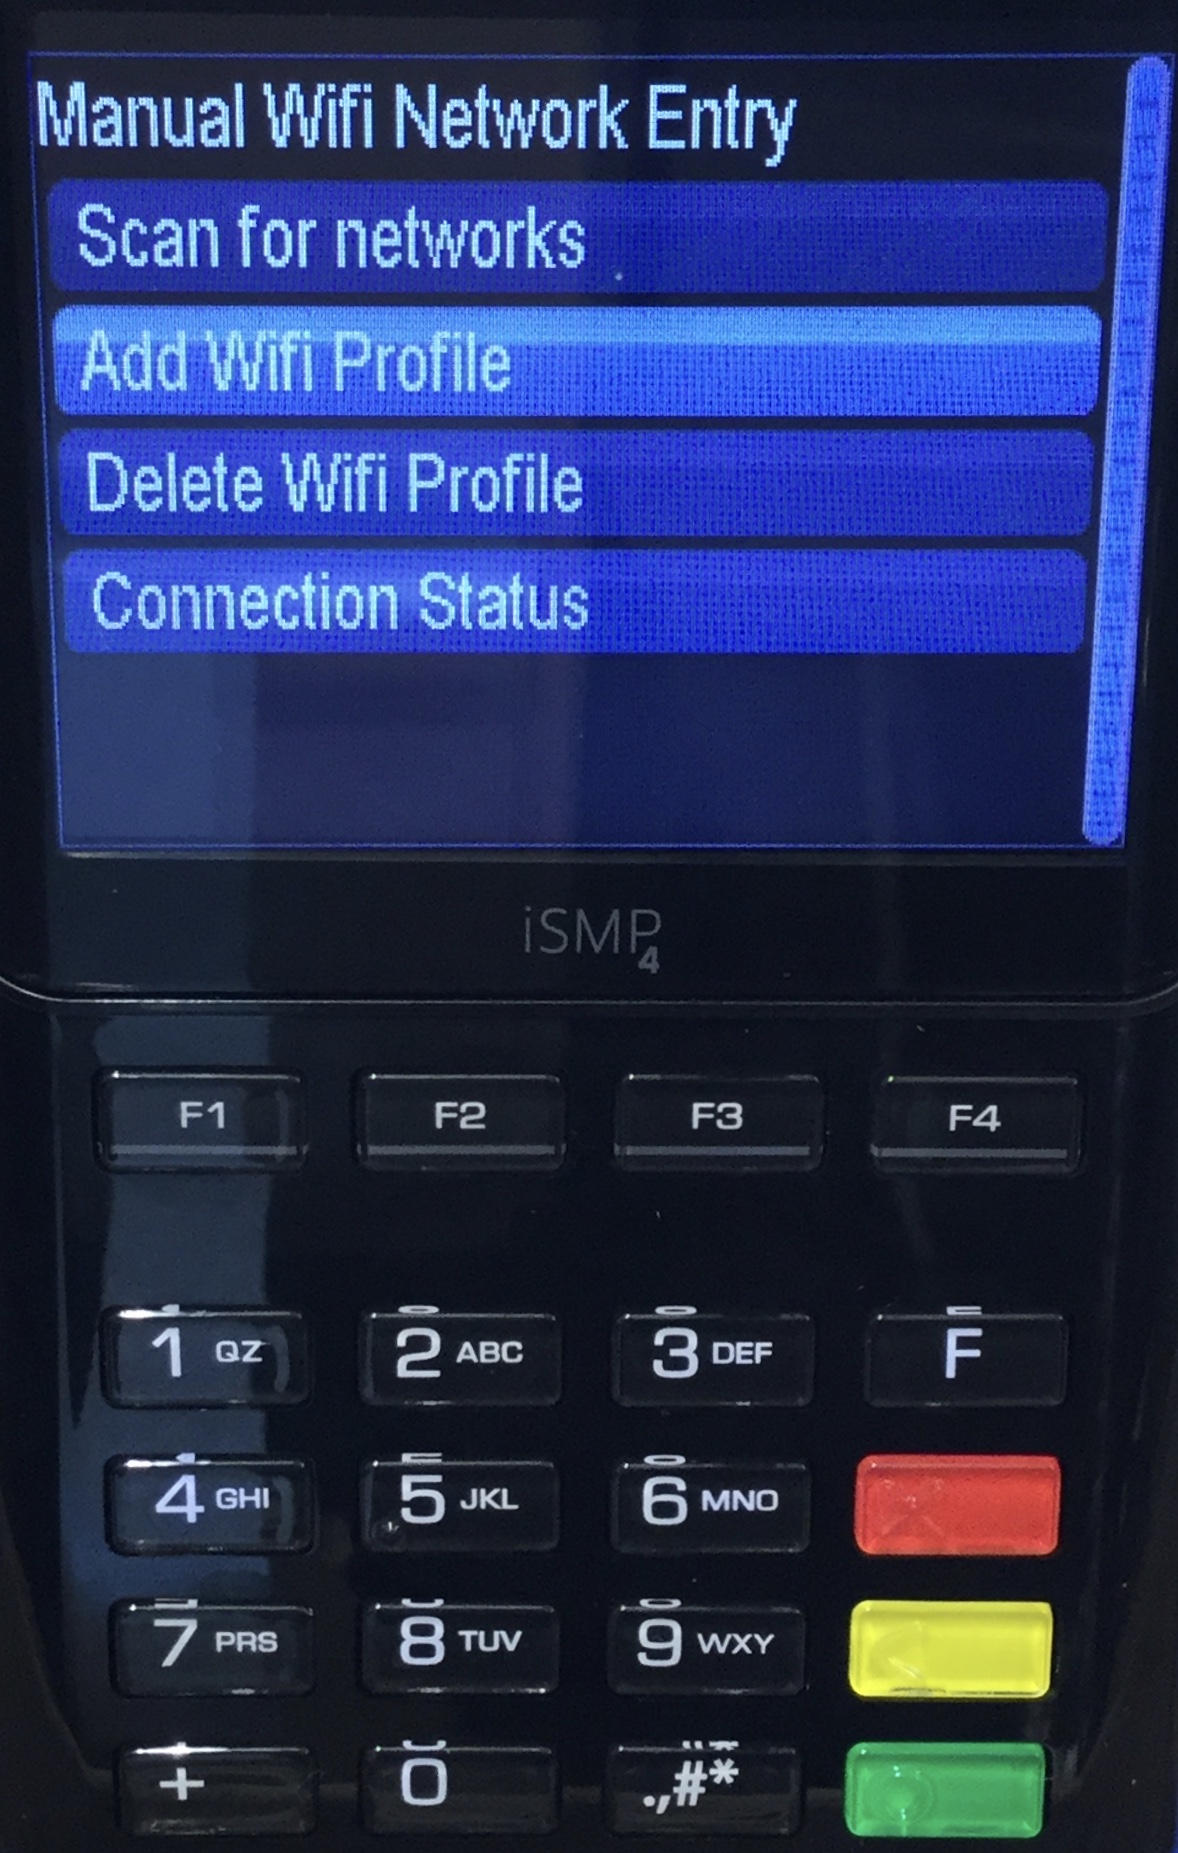 Manual Wifi Network Entry
Scan for networks
Add Wifi Profile
Delete Wifi Profile
Connection Status
iSMP4
F1 F2 F3 F4
1 QZ 2 ABC 3 DEF F
4 GHI 5 JKL 6 MNO
7 PRS 8 TUV 9 WXY
+ 0 .,#*